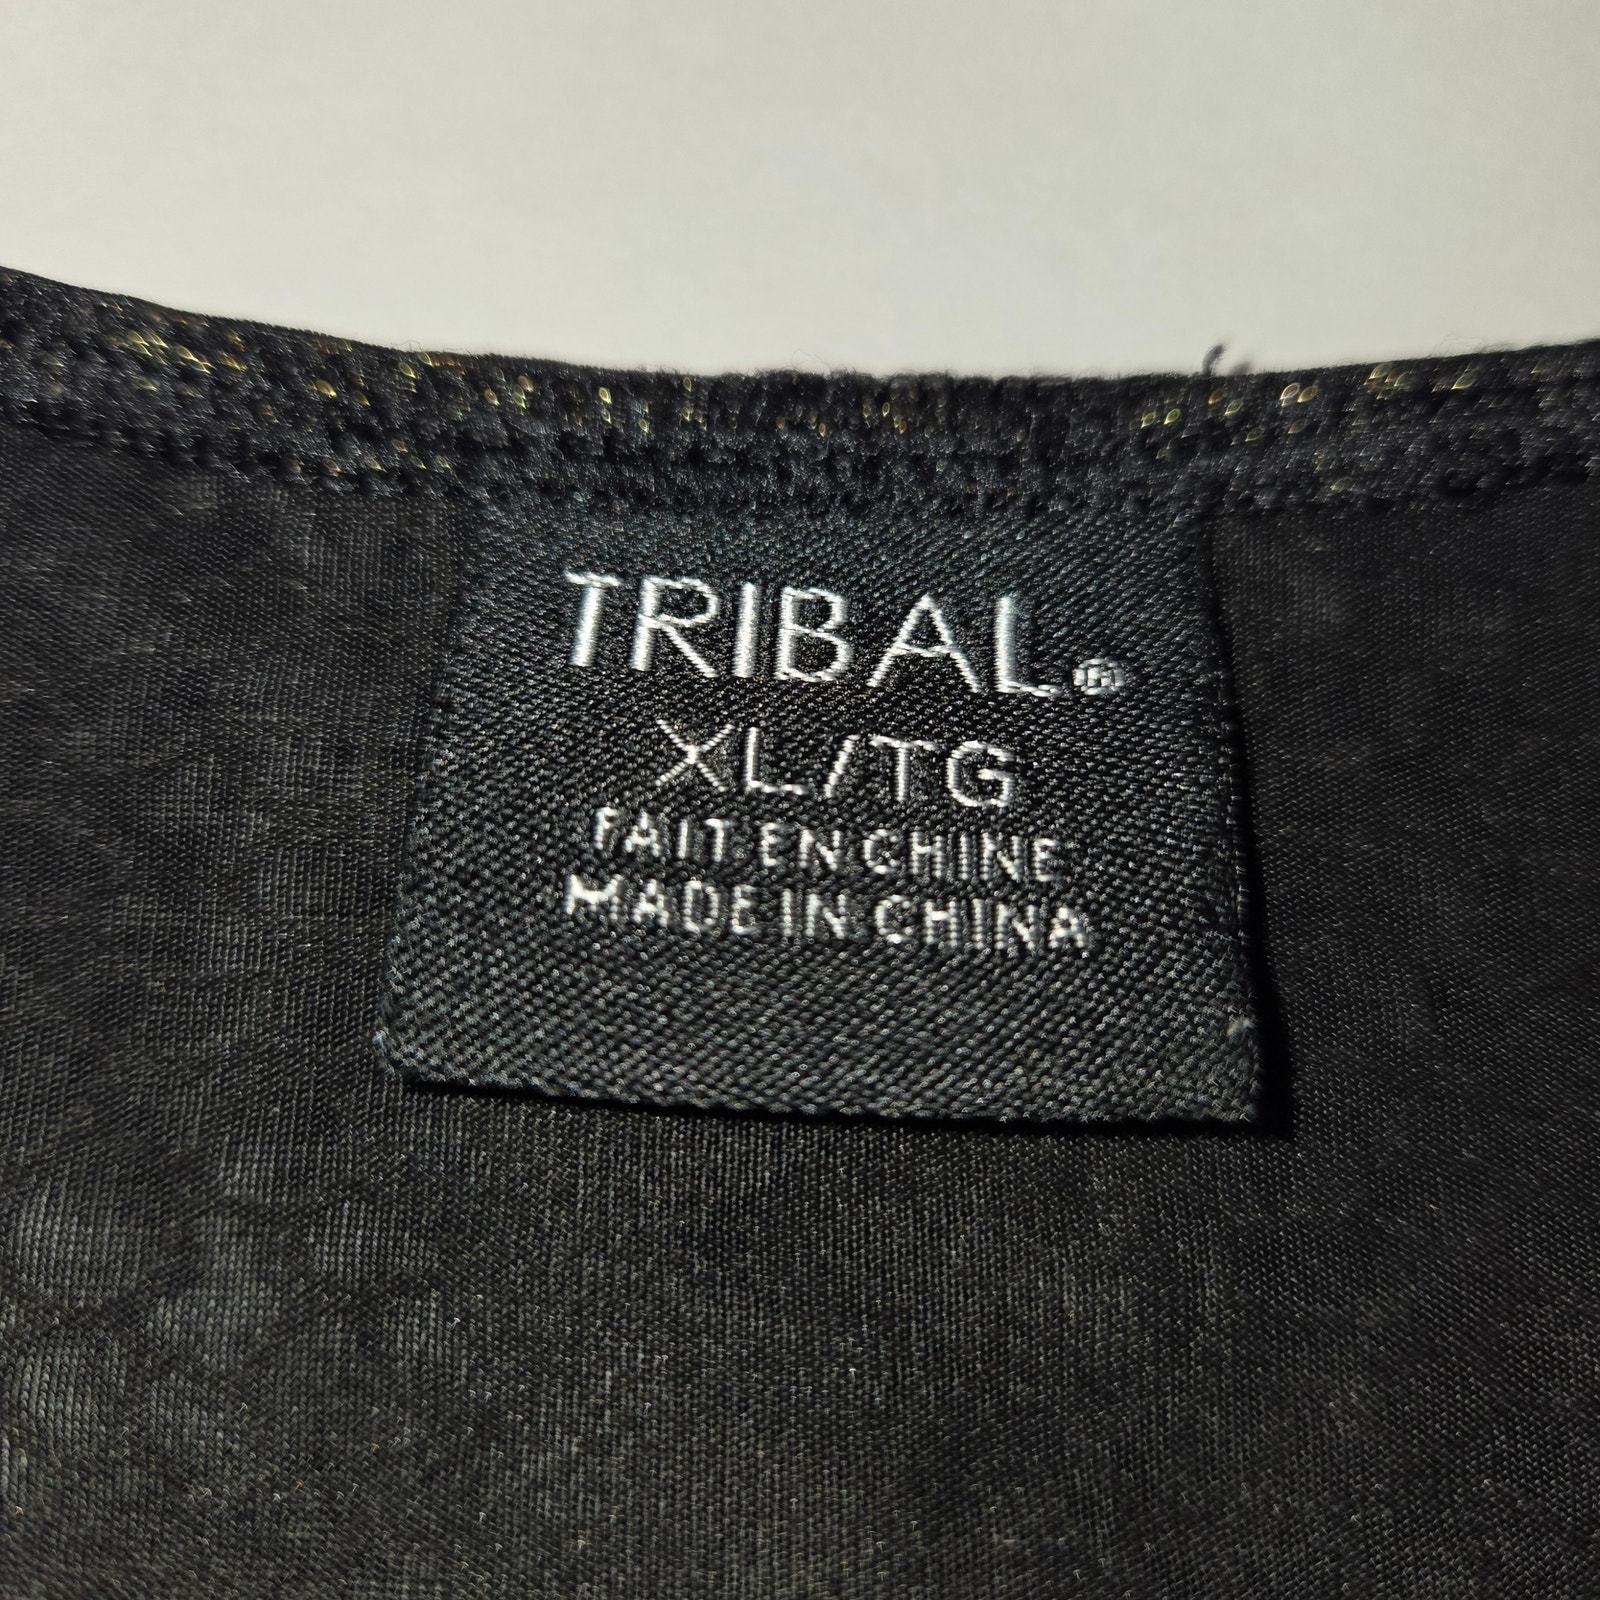 TRIBAL®
XL/TG
FAIT EN CHINE
MADE IN CHINA